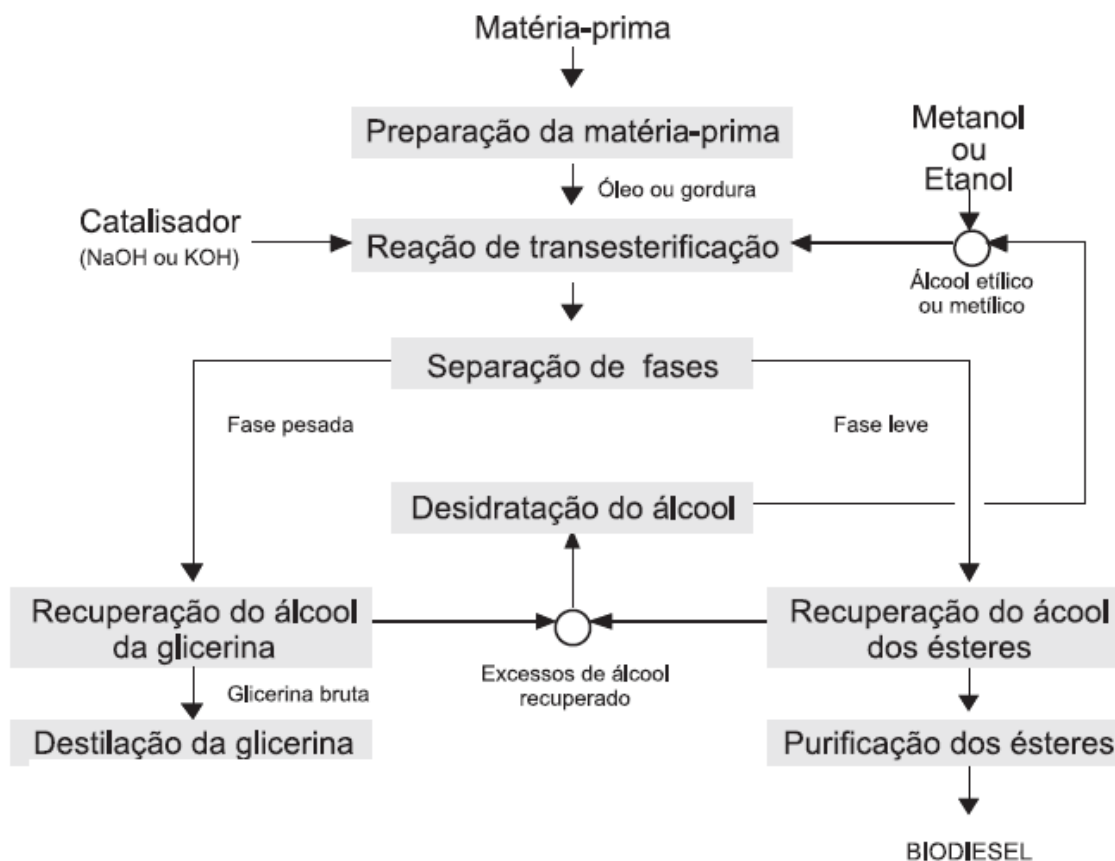 Matéria-prima
Preparação da matéria-prima
Metanol
ou
Etanol
Óleo ou gordura
Catalisador
(NaOH ou KOH)
Reação de transesterificação
Álcool etílico
ou metílico
Separação de fases
Fase pesada
Fase leve
Desidratação do álcool
Recuperação do álcool
da glicerina
Recuperação do ácool
dos ésteres
Excessos de álcool
recuperado
Glicerina bruta
Destilação da glicerina
Purificação dos ésteres
BIODIESEL